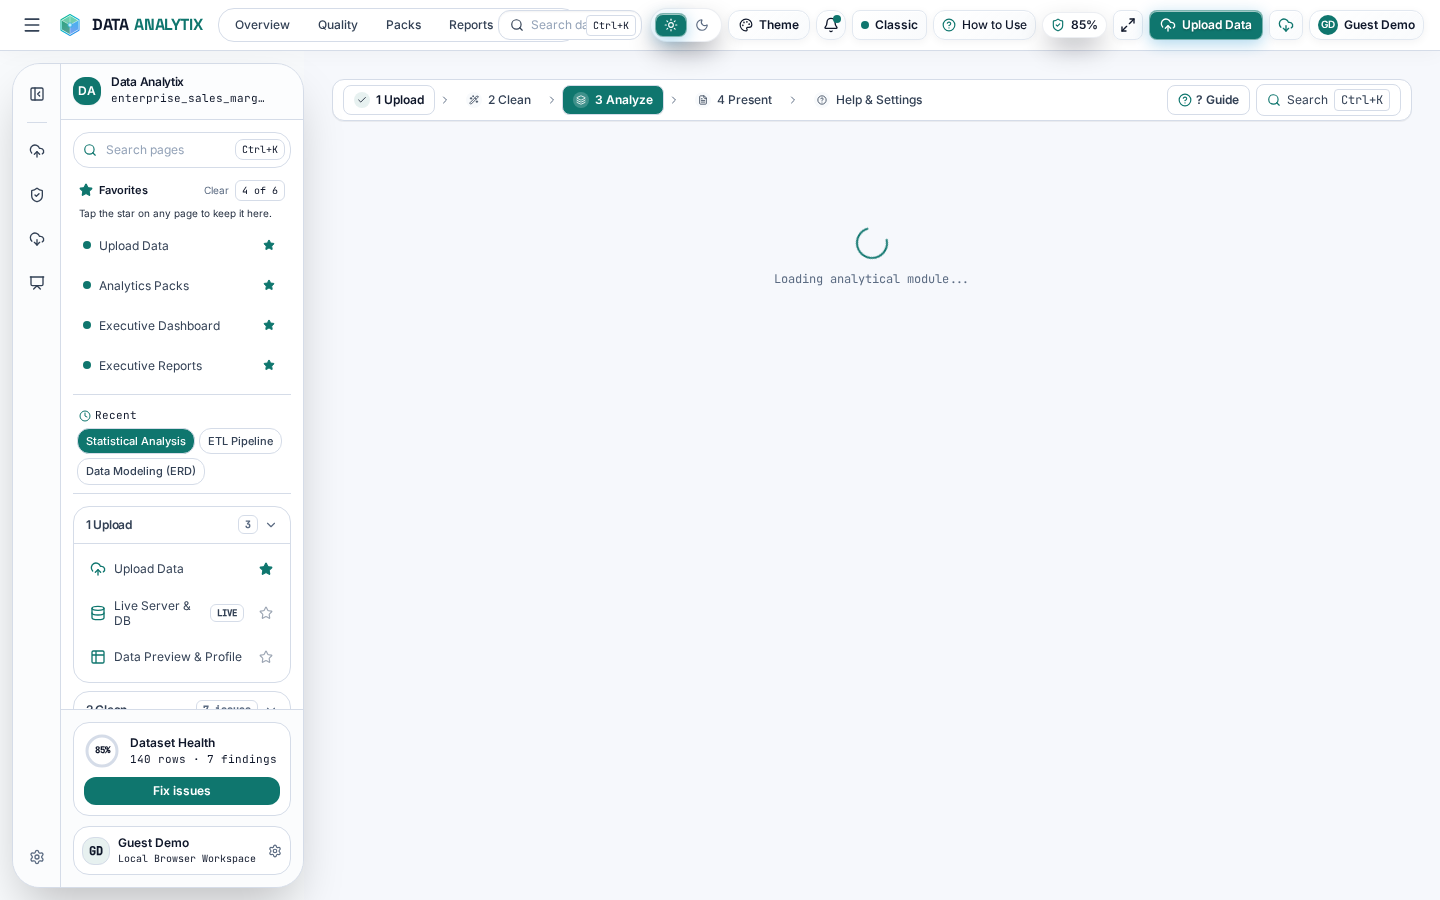 DATA ANALYTIX
Overview
Quality
Packs
Reports
Search da
Ctrl+K
Theme
Classic
How to Use
85%
Upload Data
GD
Guest Demo
DA
Data Analytix
enterprise_sales_marg…
Search pages
Ctrl+K
Favorites
Clear
4 of 6
Tap the star on any page to keep it here.
Upload Data
Analytics Packs
Executive Dashboard
Executive Reports
Recent
Statistical Analysis
ETL Pipeline
Data Modeling (ERD)
1 Upload
3
Upload Data
Live Server &
DB
LIVE
Data Preview & Profile
2 Clean
7 issues
85%
Dataset Health
140 rows · 7 findings
Fix issues
GD
Guest Demo
Local Browser Workspace
1 Upload
2 Clean
3 Analyze
4 Present
Help & Settings
? Guide
Search
Ctrl+K
Loading analytical module...